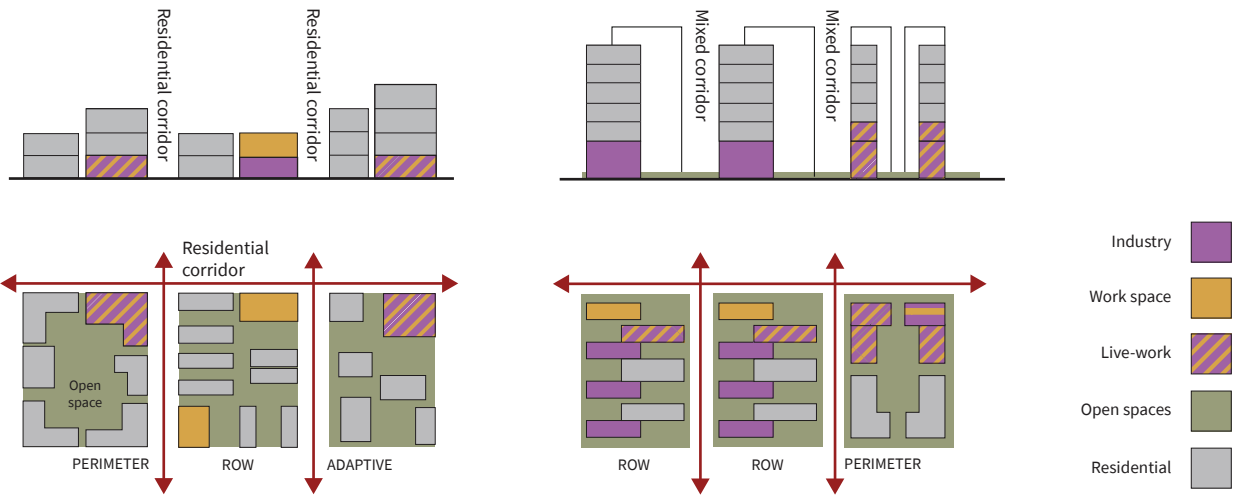 Residential corridor
Residential corridor
Mixed corridor
Mixed corridor
Residential
corridor
Open
space
PERIMETER
ROW
ADAPTIVE
ROW
ROW
PERIMETER
Industry
Work space
Live-work
Open spaces
Residential